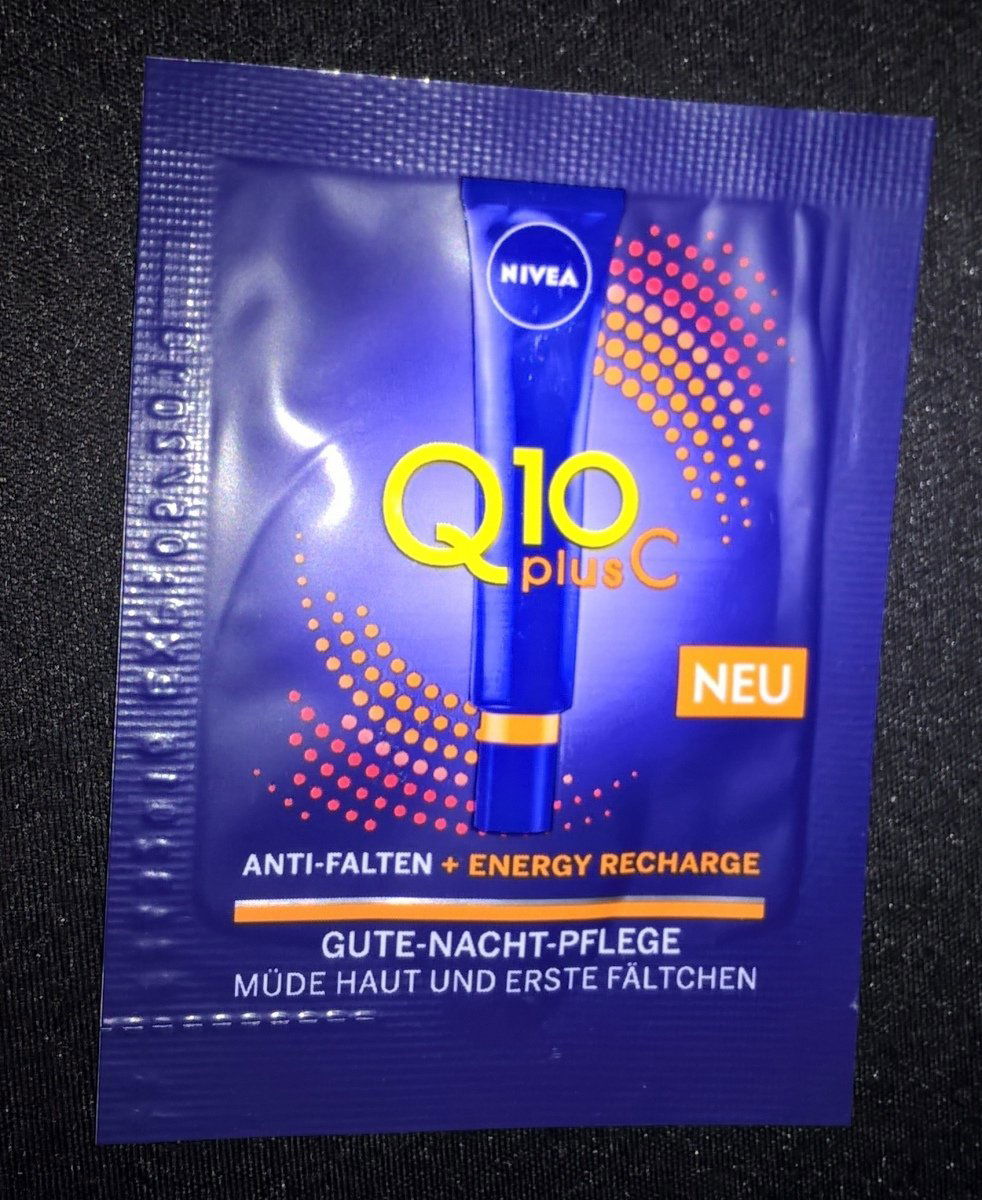 NIVEA
Q10
plus C
NEU
ANTI-FALTEN + ENERGY RECHARGE
GUTE-NACHT-PFLEGE
MÜDE HAUT UND ERSTE FÄLTCHEN